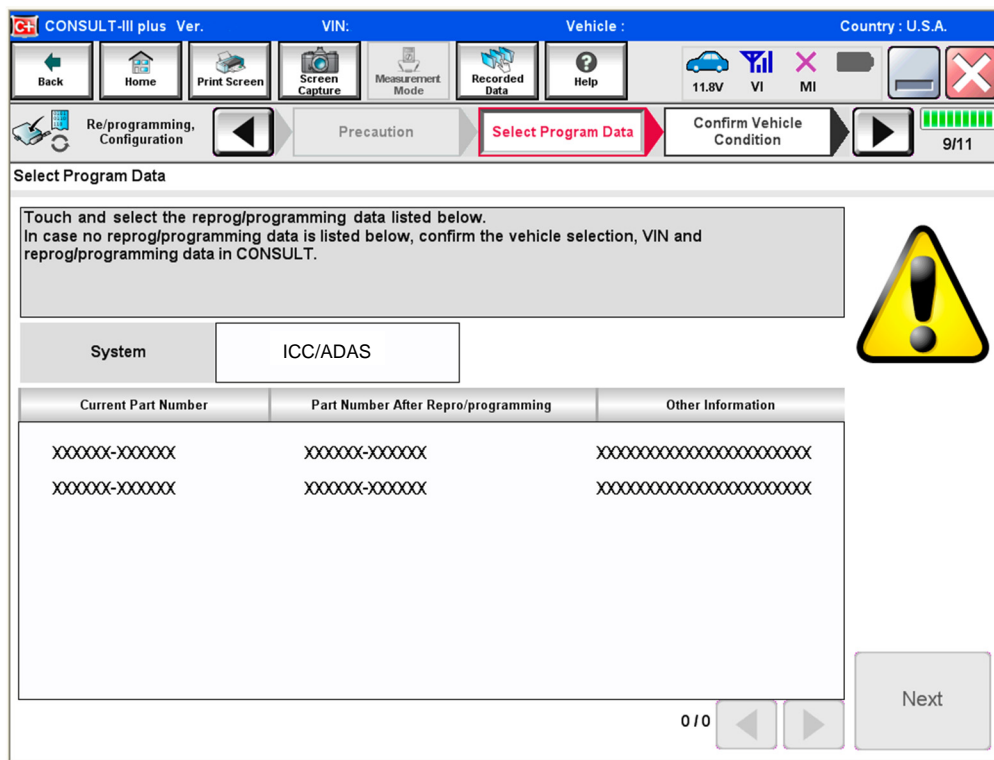 C+ CONSULT-III plus Ver. VIN: Vehicle : Country : U.S.A.
Back Home Print Screen Screen Capture Measurement Mode Recorded Data Help 11.8V VI MI
Re/programming, Configuration Precaution Select Program Data Confirm Vehicle Condition 9/11
Select Program Data
Touch and select the reprog/programming data listed below.
In case no reprog/programming data is listed below, confirm the vehicle selection, VIN and
reprog/programming data in CONSULT.
System ICC/ADAS
Current Part Number Part Number After Repro/programming Other Information
XXXXXX-XXXXXX XXXXXX-XXXXXX XXXXXXXXXXXXXXXXXXXXXX
XXXXXX-XXXXXX XXXXXX-XXXXXX XXXXXXXXXXXXXXXXXXXXXX
Next
0/0